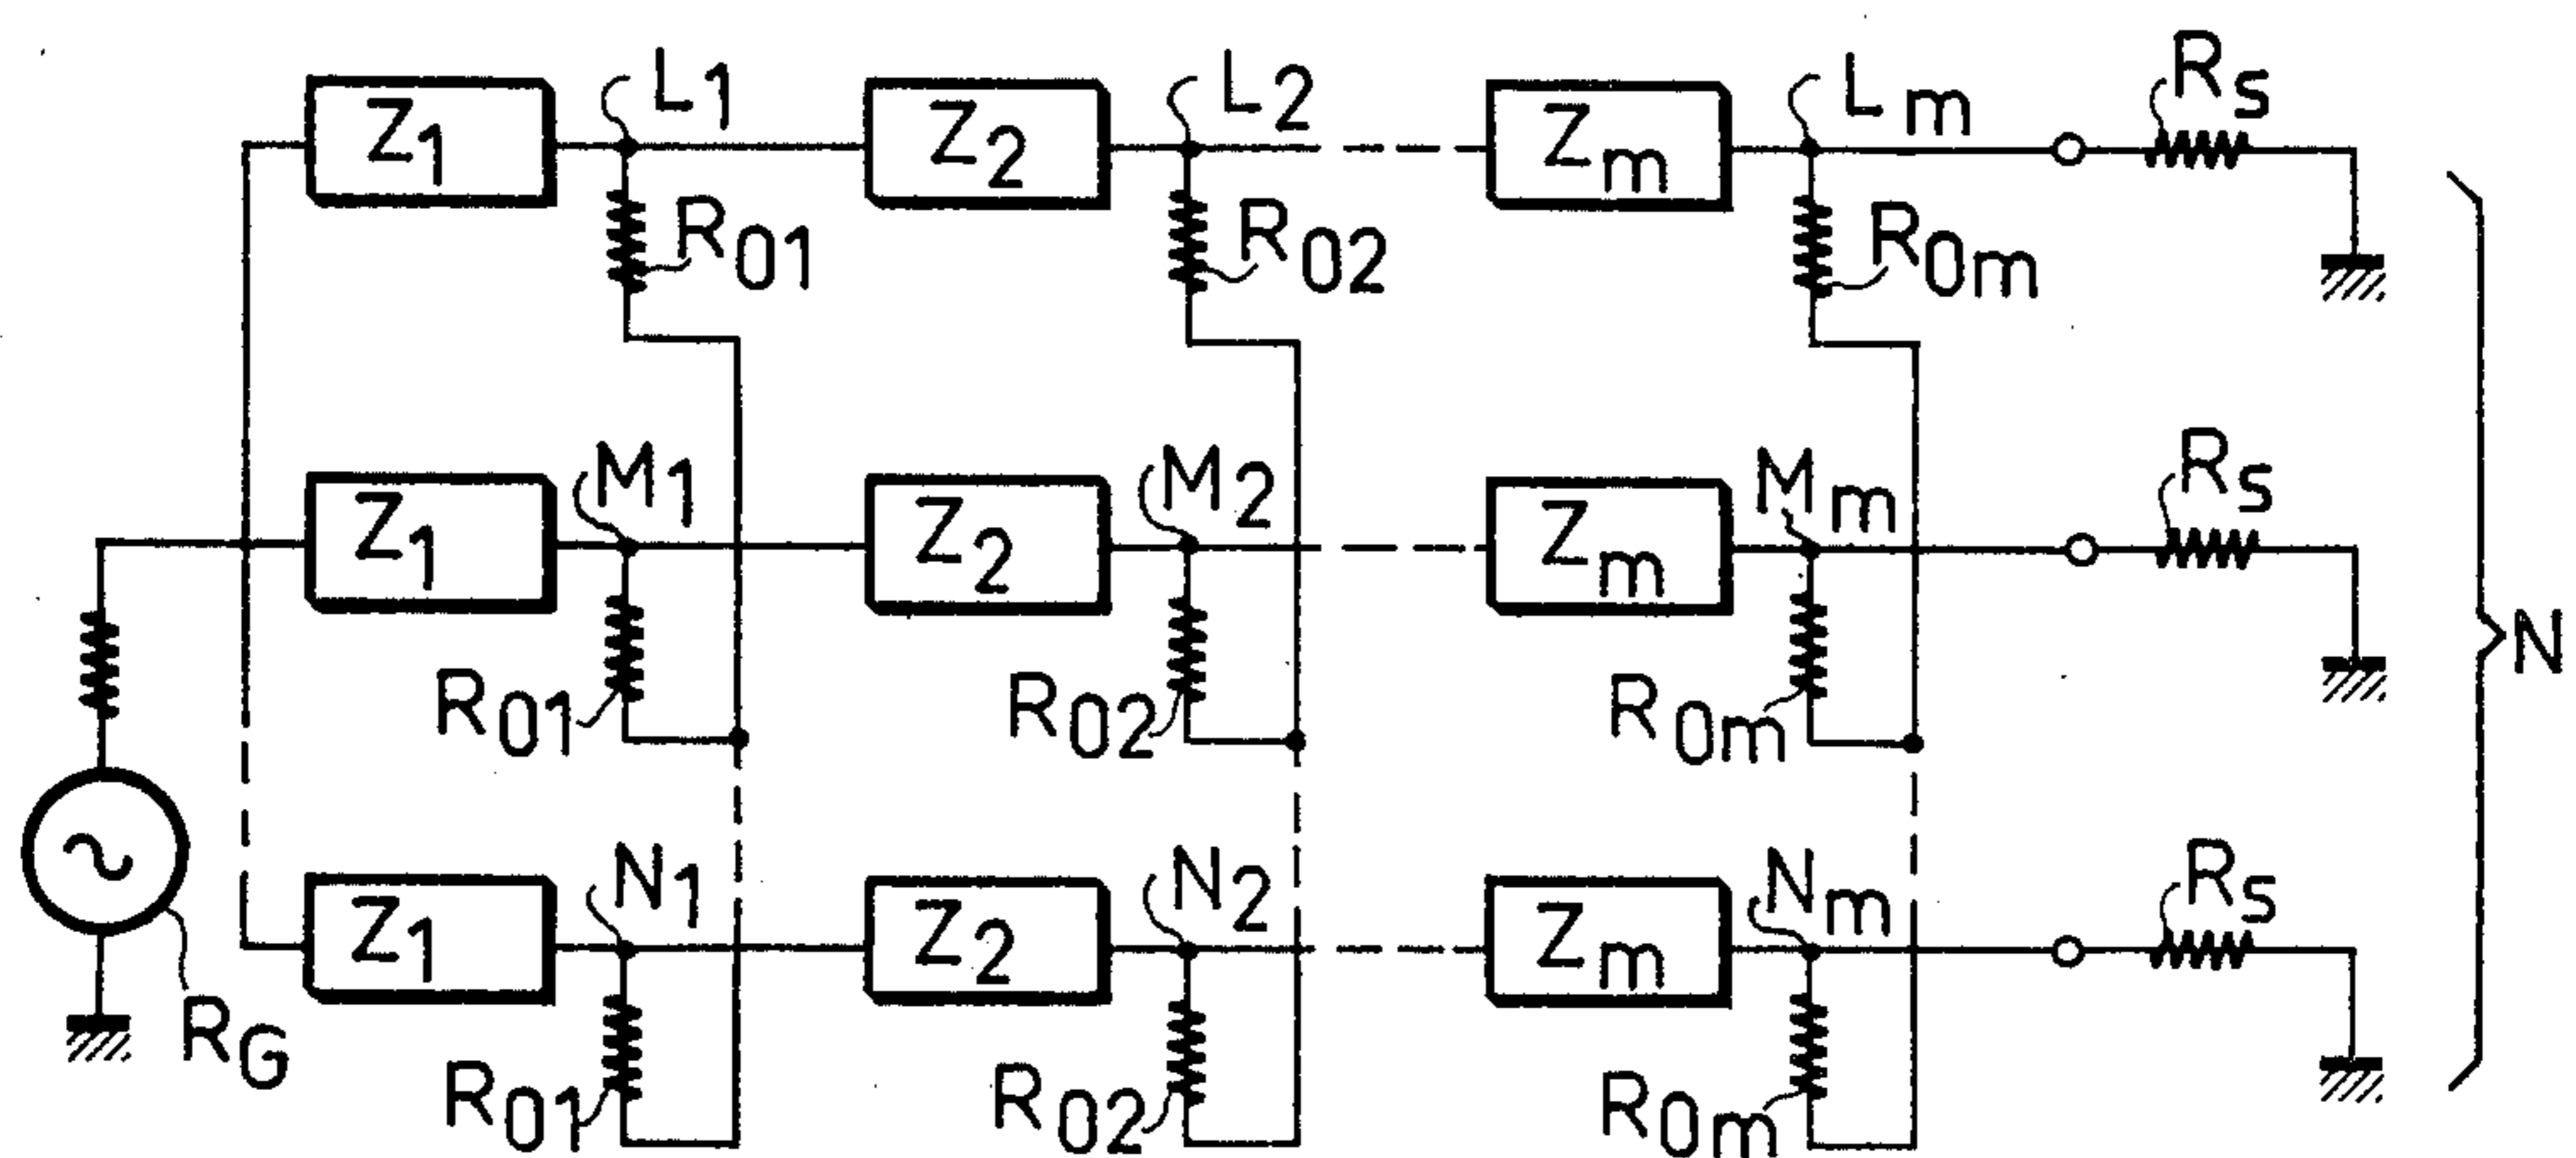 L1 L2 Lm RS
Z1 Z2 Zm
R01 R02 R0m
M1 M2 Mm RS
Z1 Z2 Zm
N
R01 R02 R0m
N1 N2 Nm RS
Z1 Z2 Zm
RG
R01 R02 R0m